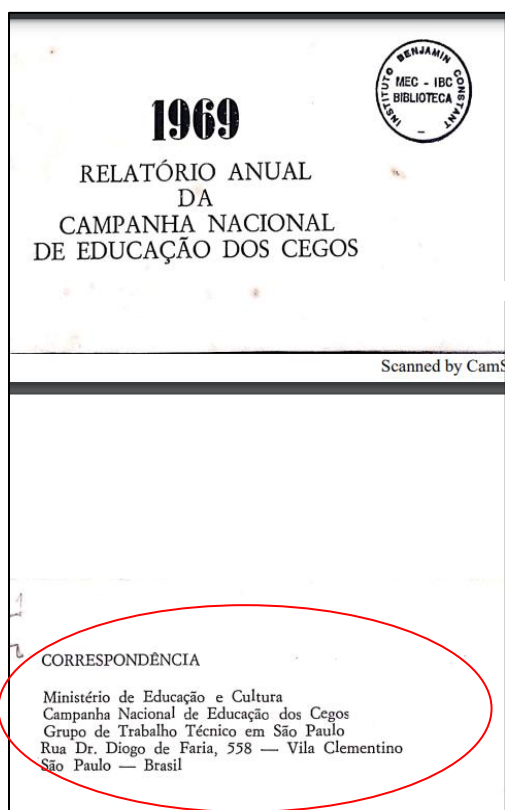 1969
INSTITUTO BENJAMIN CONSTANT
MEC - IBC
BIBLIOTECA
RELATÓRIO ANUAL
DA
CAMPANHA NACIONAL
DE EDUCAÇÃO DOS CEGOS
Scanned by CamS
CORRESPONDÊNCIA
Ministério de Educação e Cultura
Campanha Nacional de Educação dos Cegos
Grupo de Trabalho Técnico em São Paulo
Rua Dr. Diogo de Faria, 558 — Vila Clementino
São Paulo — Brasil